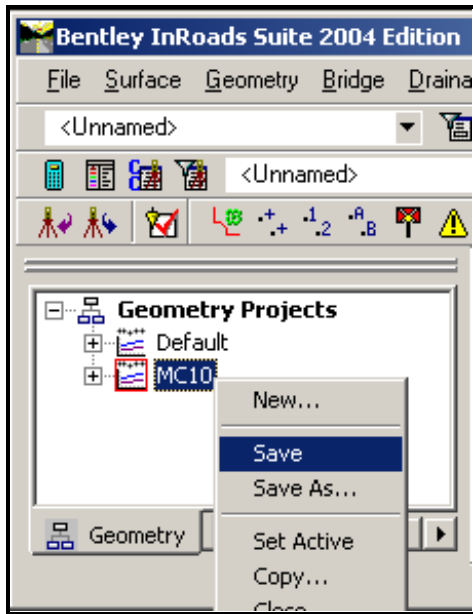 Bentley InRoads Suite 2004 Edition
File Surface Geometry Bridge Draina
<Unnamed>
<Unnamed>
Geometry Projects
Default
MC10
New...
Save
Save As...
Geometry
Set Active
Copy...
Close